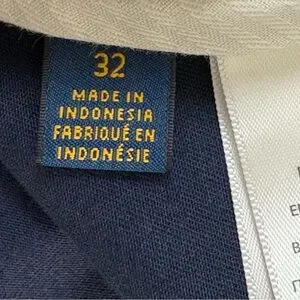 32
MADE IN
INDONESIA
FABRIQUÉ EN
INDONÉSIE